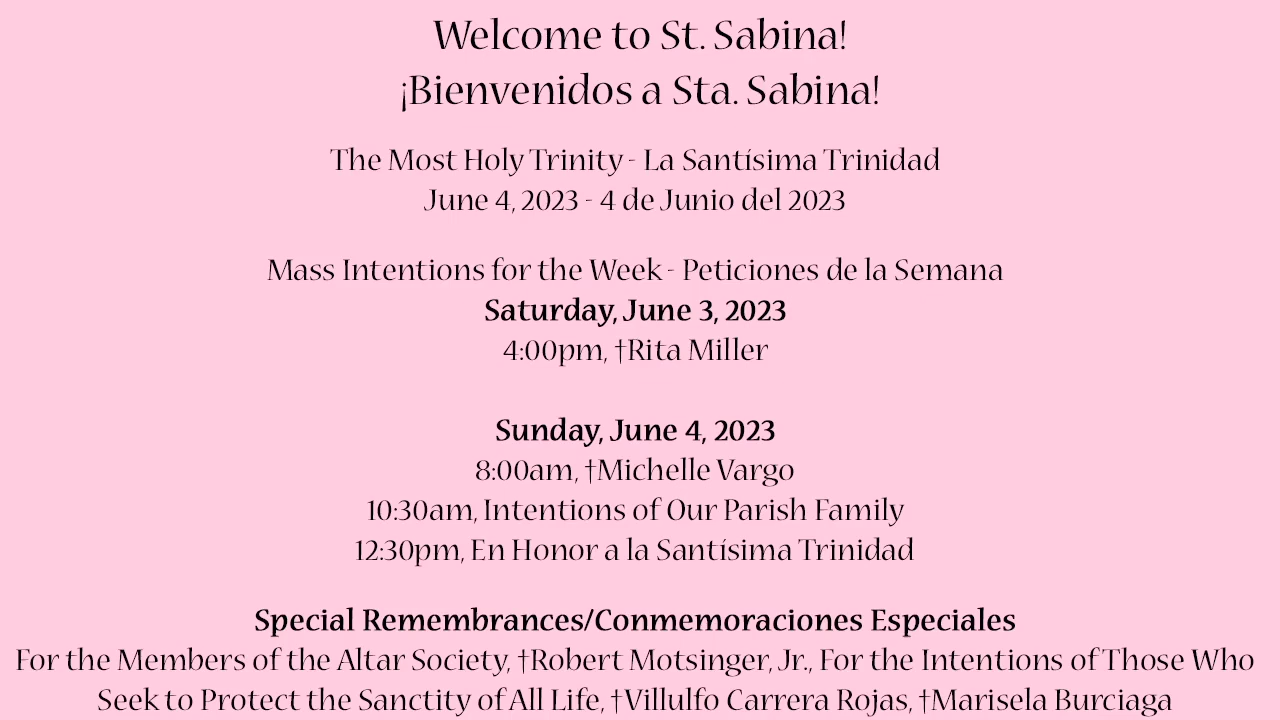 Welcome to St. Sabina!
¡Bienvenidos a Sta. Sabina!
The Most Holy Trinity - La Santísima Trinidad
June 4, 2023 - 4 de Junio del 2023
Mass Intentions for the Week - Peticiones de la Semana
Saturday, June 3, 2023
4:00pm, †Rita Miller
Sunday, June 4, 2023
8:00am, †Michelle Vargo
10:30am, Intentions of Our Parish Family
12:30pm, En Honor a la Santísima Trinidad
Special Remembrances/Conmemoraciones Especiales
For the Members of the Altar Society, †Robert Motsinger, Jr., For the Intentions of Those Who
Seek to Protect the Sanctity of All Life, †Villulfo Carrera Rojas, †Marisela Burciaga